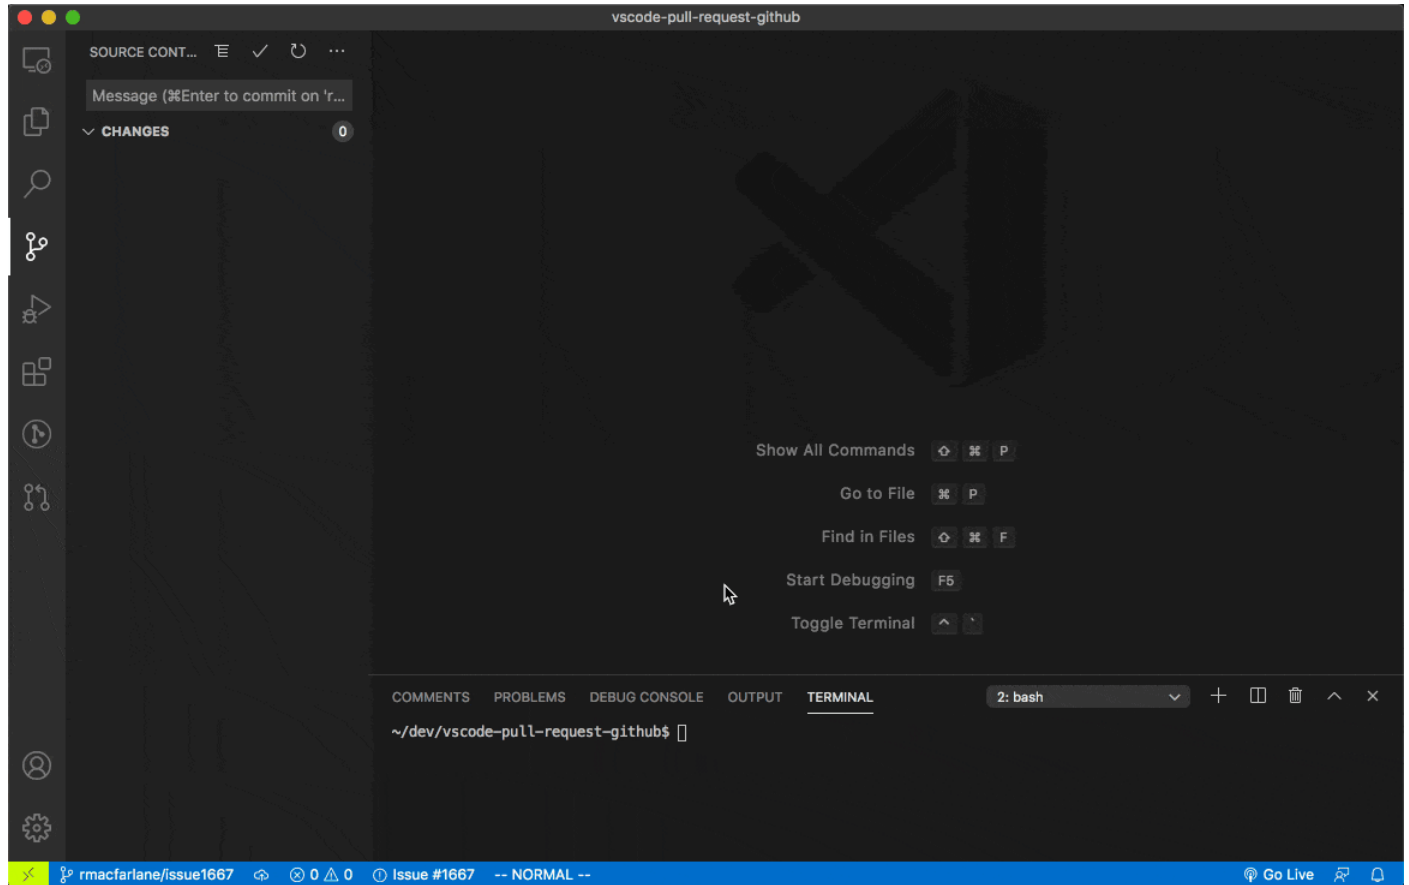 vscode-pull-request-github
SOURCE CONT...
Message (⌘Enter to commit on 'r...
CHANGES 0
Show All Commands ⇧ ⌘ P
Go to File ⌘ P
Find in Files ⇧ ⌘ F
Start Debugging F5
Toggle Terminal ^ `
COMMENTS PROBLEMS DEBUG CONSOLE OUTPUT TERMINAL 2: bash
~/dev/vscode-pull-request-github$
rmacfarlane/issue1667 0 0 Issue #1667 -- NORMAL -- Go Live